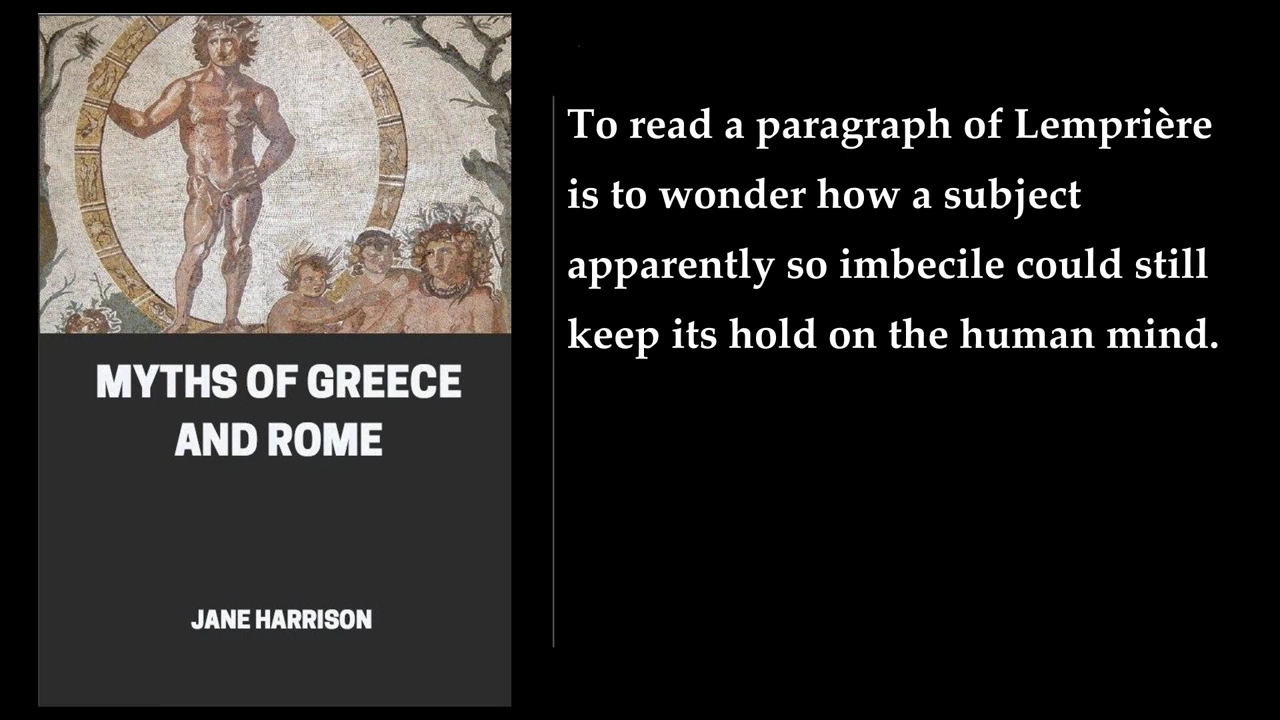 MYTHS OF GREECE
AND ROME
JANE HARRISON
To read a paragraph of Lemprière
is to wonder how a subject
apparently so imbecile could still
keep its hold on the human mind.